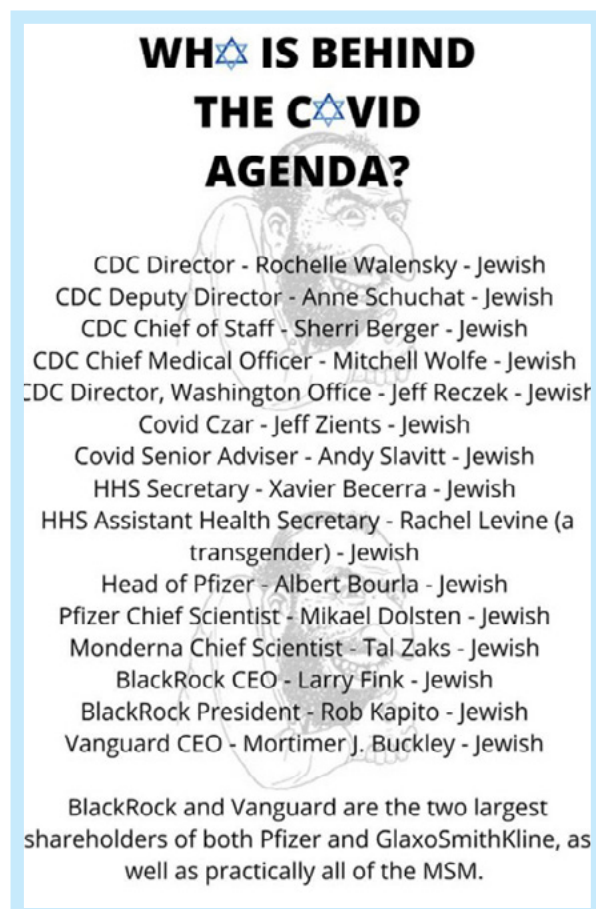 WH✡ IS BEHIND
THE C✡VID
AGENDA?
CDC Director - Rochelle Walensky - Jewish
CDC Deputy Director - Anne Schuchat - Jewish
CDC Chief of Staff - Sherri Berger - Jewish
CDC Chief Medical Officer - Mitchell Wolfe - Jewish
CDC Director, Washington Office - Jeff Reczek - Jewish
Covid Czar - Jeff Zients - Jewish
Covid Senior Adviser - Andy Slavitt - Jewish
HHS Secretary - Xavier Becerra - Jewish
HHS Assistant Health Secretary - Rachel Levine (a
transgender) - Jewish
Head of Pfizer - Albert Bourla - Jewish
Pfizer Chief Scientist - Mikael Dolsten - Jewish
Monderna Chief Scientist - Tal Zaks - Jewish
BlackRock CEO - Larry Fink - Jewish
BlackRock President - Rob Kapito - Jewish
Vanguard CEO - Mortimer J. Buckley - Jewish
BlackRock and Vanguard are the two largest
shareholders of both Pfizer and GlaxoSmithKline, as
well as practically all of the MSM.